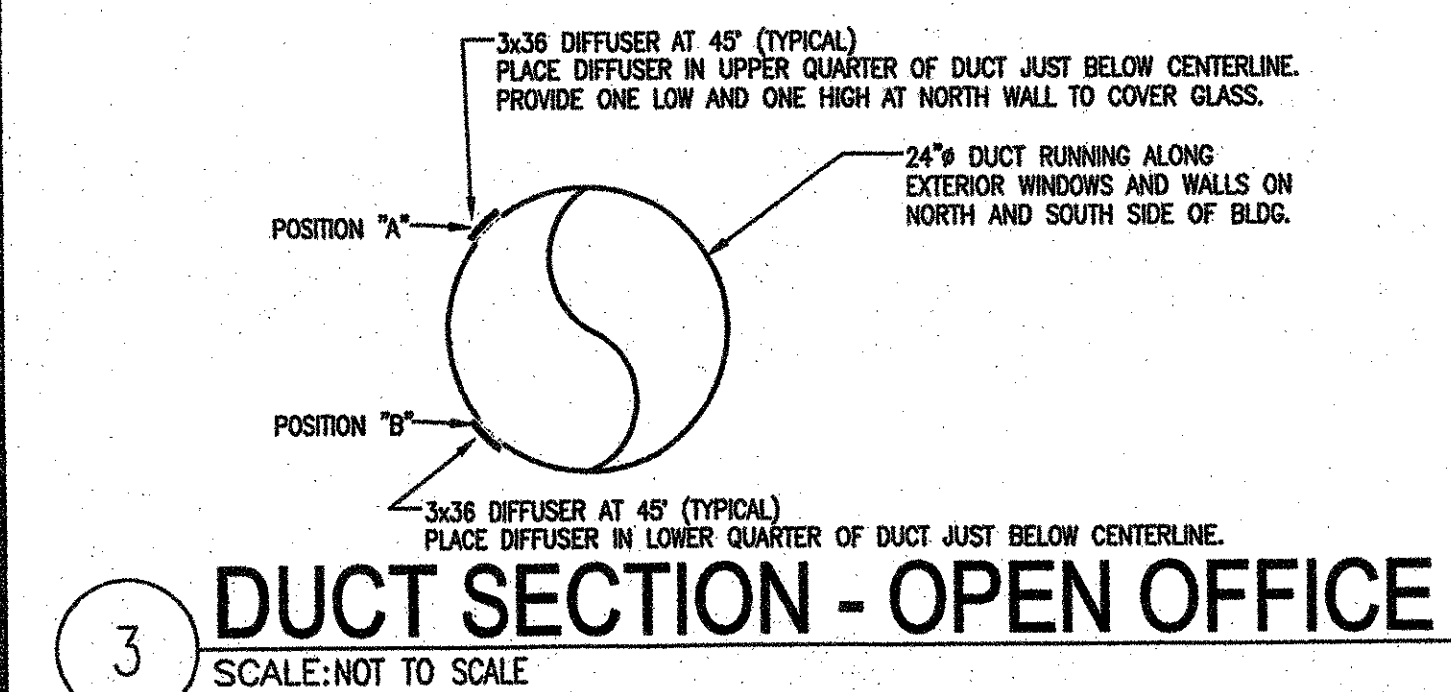 3x36 DIFFUSER AT 45° (TYPICAL)
PLACE DIFFUSER IN UPPER QUARTER OF DUCT JUST BELOW CENTERLINE.
PROVIDE ONE LOW AND ONE HIGH AT NORTH WALL TO COVER GLASS.
24"ø DUCT RUNNING ALONG
EXTERIOR WINDOWS AND WALLS ON
NORTH AND SOUTH SIDE OF BLDG.
POSITION "A"
POSITION "B"
3x36 DIFFUSER AT 45° (TYPICAL)
PLACE DIFFUSER IN LOWER QUARTER OF DUCT JUST BELOW CENTERLINE.
3 DUCT SECTION - OPEN OFFICE
SCALE:NOT TO SCALE